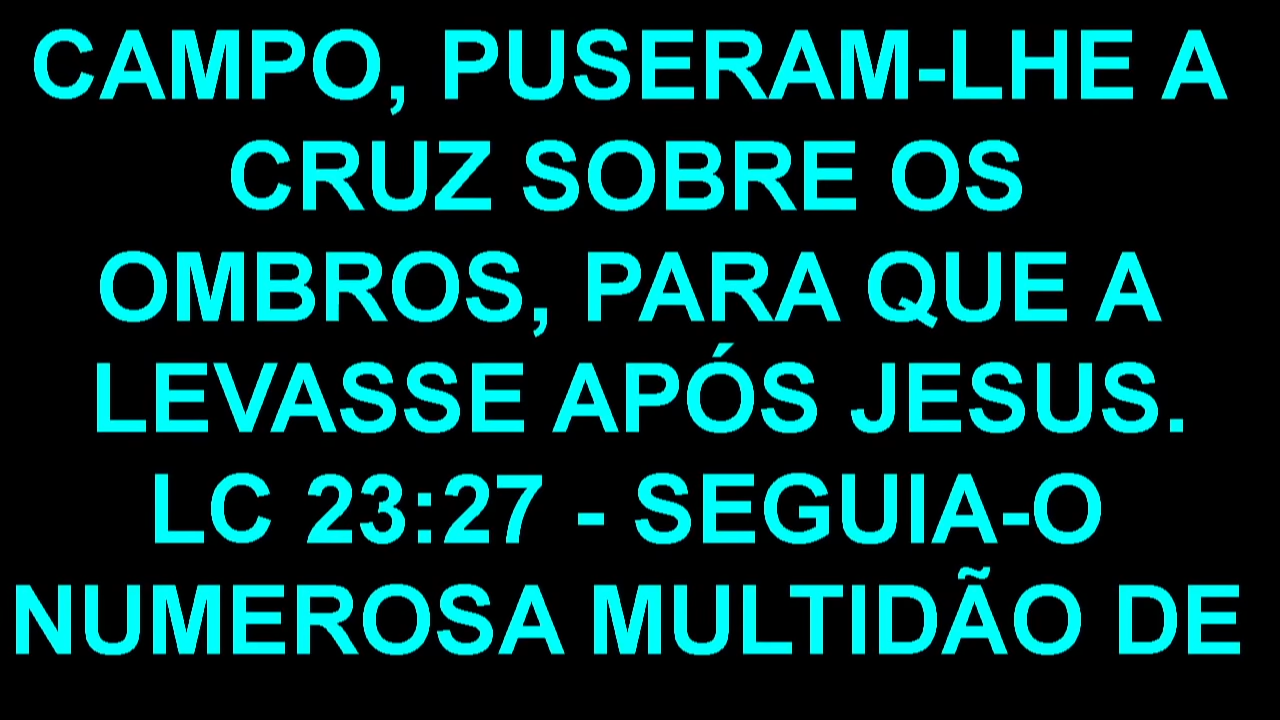 CAMPO, PUSERAM-LHE A
CRUZ SOBRE OS
OMBROS, PARA QUE A
LEVASSE APÓS JESUS.
LC 23:27 - SEGUIA-O
NUMEROSA MULTIDÃO DE